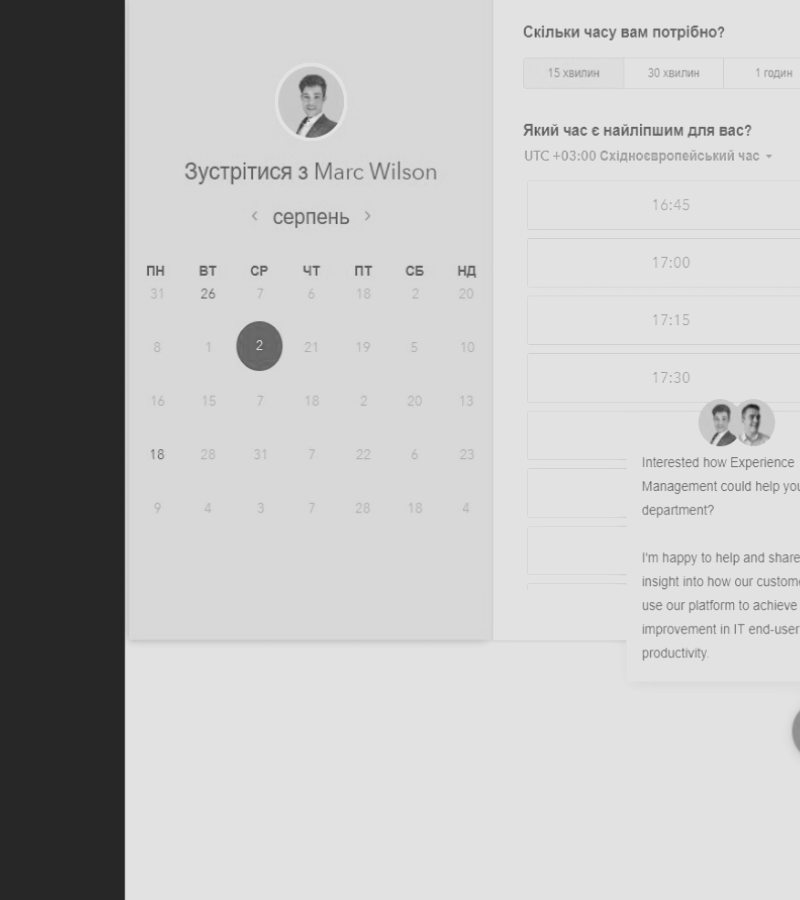 Зустрітися з Marc Wilson
серпень
ПН ВТ СР ЧТ ПТ СБ НД
31 26 7 6 18 2 20
8 1 2 21 19 5 10
16 15 7 18 2 20 13
18 28 31 7 22 6 23
9 4 3 7 28 18 4
Скільки часу вам потрібно?
15 хвилин 30 хвилин 1 годин
Який час є найліпшим для вас?
UTC +03:00 Східноєвропейський час
16:45
17:00
17:15
17:30
Interested how Experience
Management could help you
department?
I'm happy to help and share
insight into how our custome
use our platform to achieve
improvement in IT end-user
productivity.